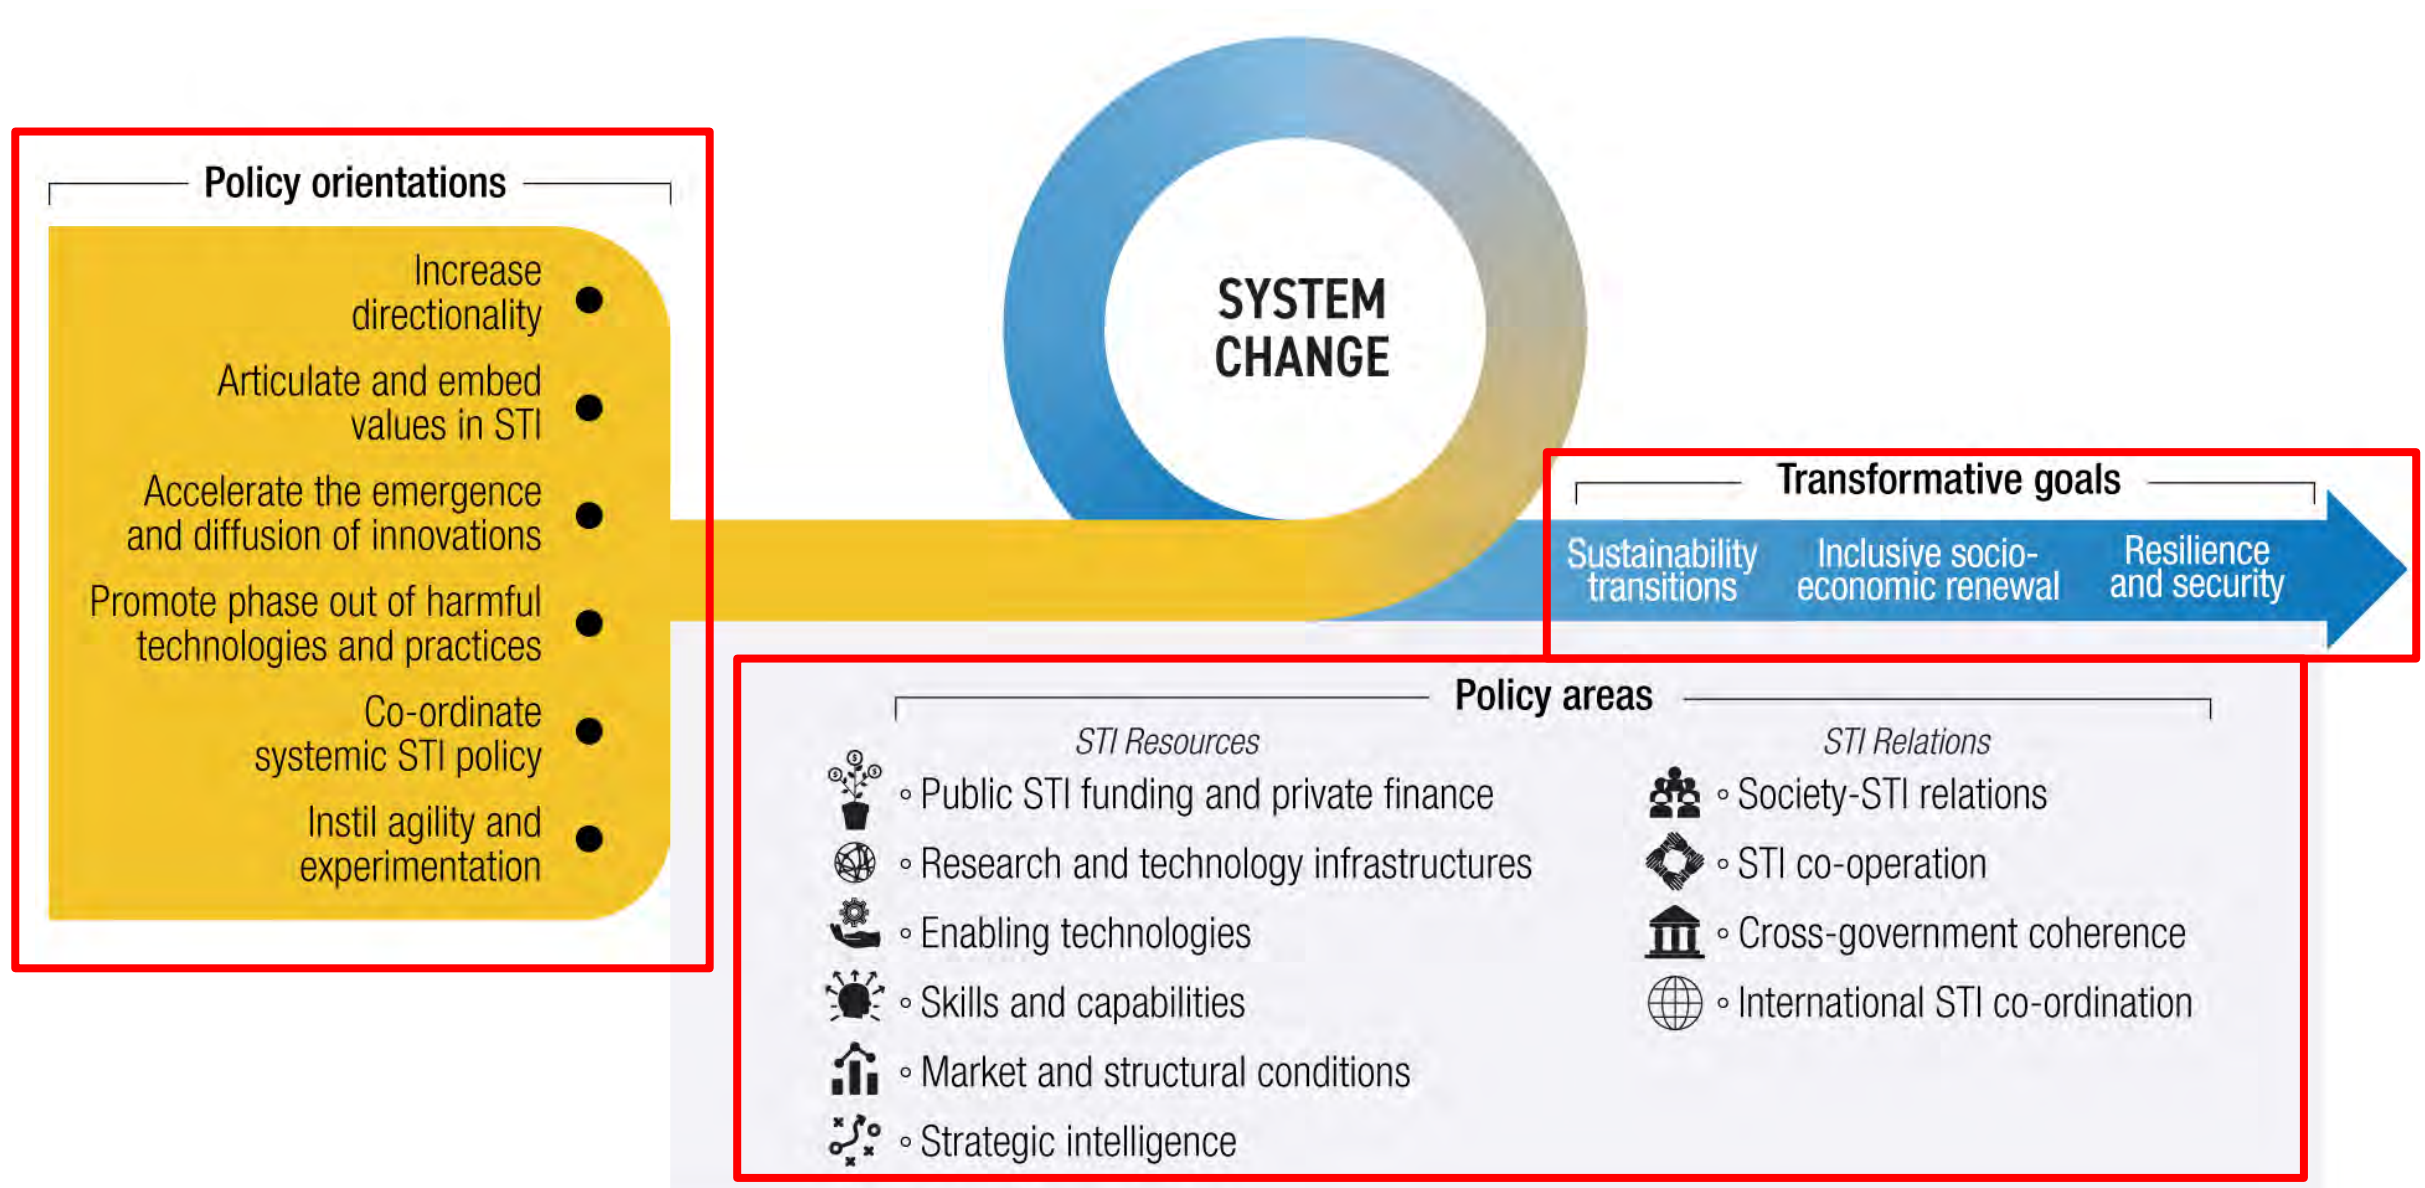 Policy orientations
Increase
directionality
Articulate and embed
values in STI
Accelerate the emergence
and diffusion of innovations
Promote phase out of harmful
technologies and practices
Co-ordinate
systemic STI policy
Instil agility and
experimentation
SYSTEM
CHANGE
Transformative goals
Sustainability
transitions
Inclusive socio-
economic renewal
Resilience
and security
Policy areas
STI Resources
Public STI funding and private finance
Research and technology infrastructures
Enabling technologies
Skills and capabilities
Market and structural conditions
Strategic intelligence
STI Relations
Society-STI relations
STI co-operation
Cross-government coherence
International STI co-ordination